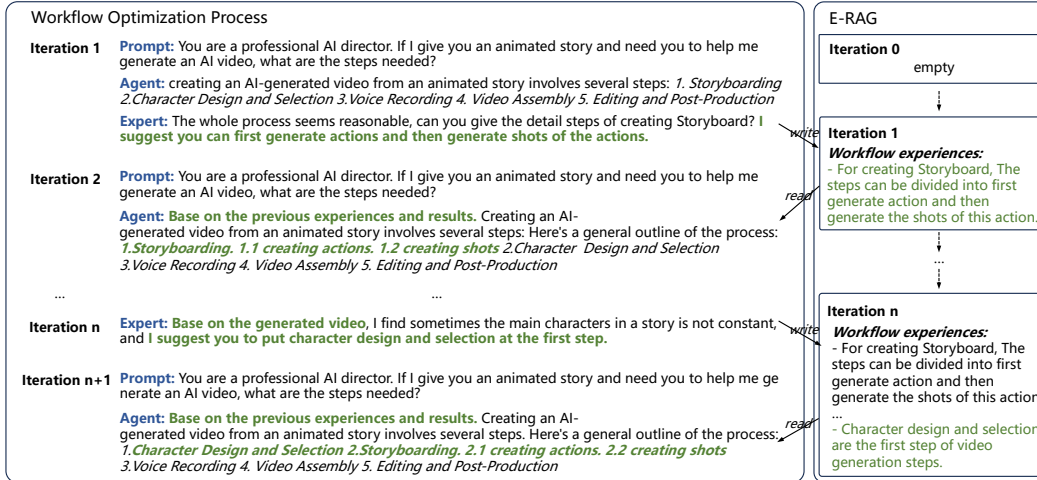 Workflow Optimization Process
Iteration 1
Prompt: You are a professional AI director. If I give you an animated story and need you to help me
generate an AI video, what are the steps needed?
Agent: creating an AI-generated video from an animated story involves several steps: 1. Storyboarding
2.Character Design and Selection 3.Voice Recording 4. Video Assembly 5. Editing and Post-Production
Expert: The whole process seems reasonable, can you give the detail steps of creating Storyboard? I
suggest you can first generate actions and then generate shots of the actions.
Iteration 2
Prompt: You are a professional AI director. If I give you an animated story and need you to help me
generate an AI video, what are the steps needed?
Agent: Base on the previous experiences and results. Creating an AI-
generated video from an animated story involves several steps: Here's a general outline of the process:
1.Storyboarding. 1.1 creating actions. 1.2 creating shots 2.Character Design and Selection
3.Voice Recording 4. Video Assembly 5. Editing and Post-Production
...
...
Iteration n
Expert: Base on the generated video, I find sometimes the main characters in a story is not constant,
and I suggest you to put character design and selection at the first step.
Iteration n+1
Prompt: You are a professional AI director. If I give you an animated story and need you to help me ge
nerate an AI video, what are the steps needed?
Agent: Base on the previous experiences and results. Creating an AI-
generated video from an animated story involves several steps. Here's a general outline of the process:
1.Character Design and Selection 2.Storyboarding. 2.1 creating actions. 2.2 creating shots
3.Voice Recording 4. Video Assembly 5. Editing and Post-Production
write
read
write
read
E-RAG
Iteration 0
empty
Iteration 1
Workflow experiences:
- For creating Storyboard, The
steps can be divided into first
generate action and then
generate the shots of this action.
...
Iteration n
Workflow experiences:
- For creating Storyboard, The
steps can be divided into first
generate action and then
generate the shots of this action
...
- Character design and selection
are the first step of video
generation steps.